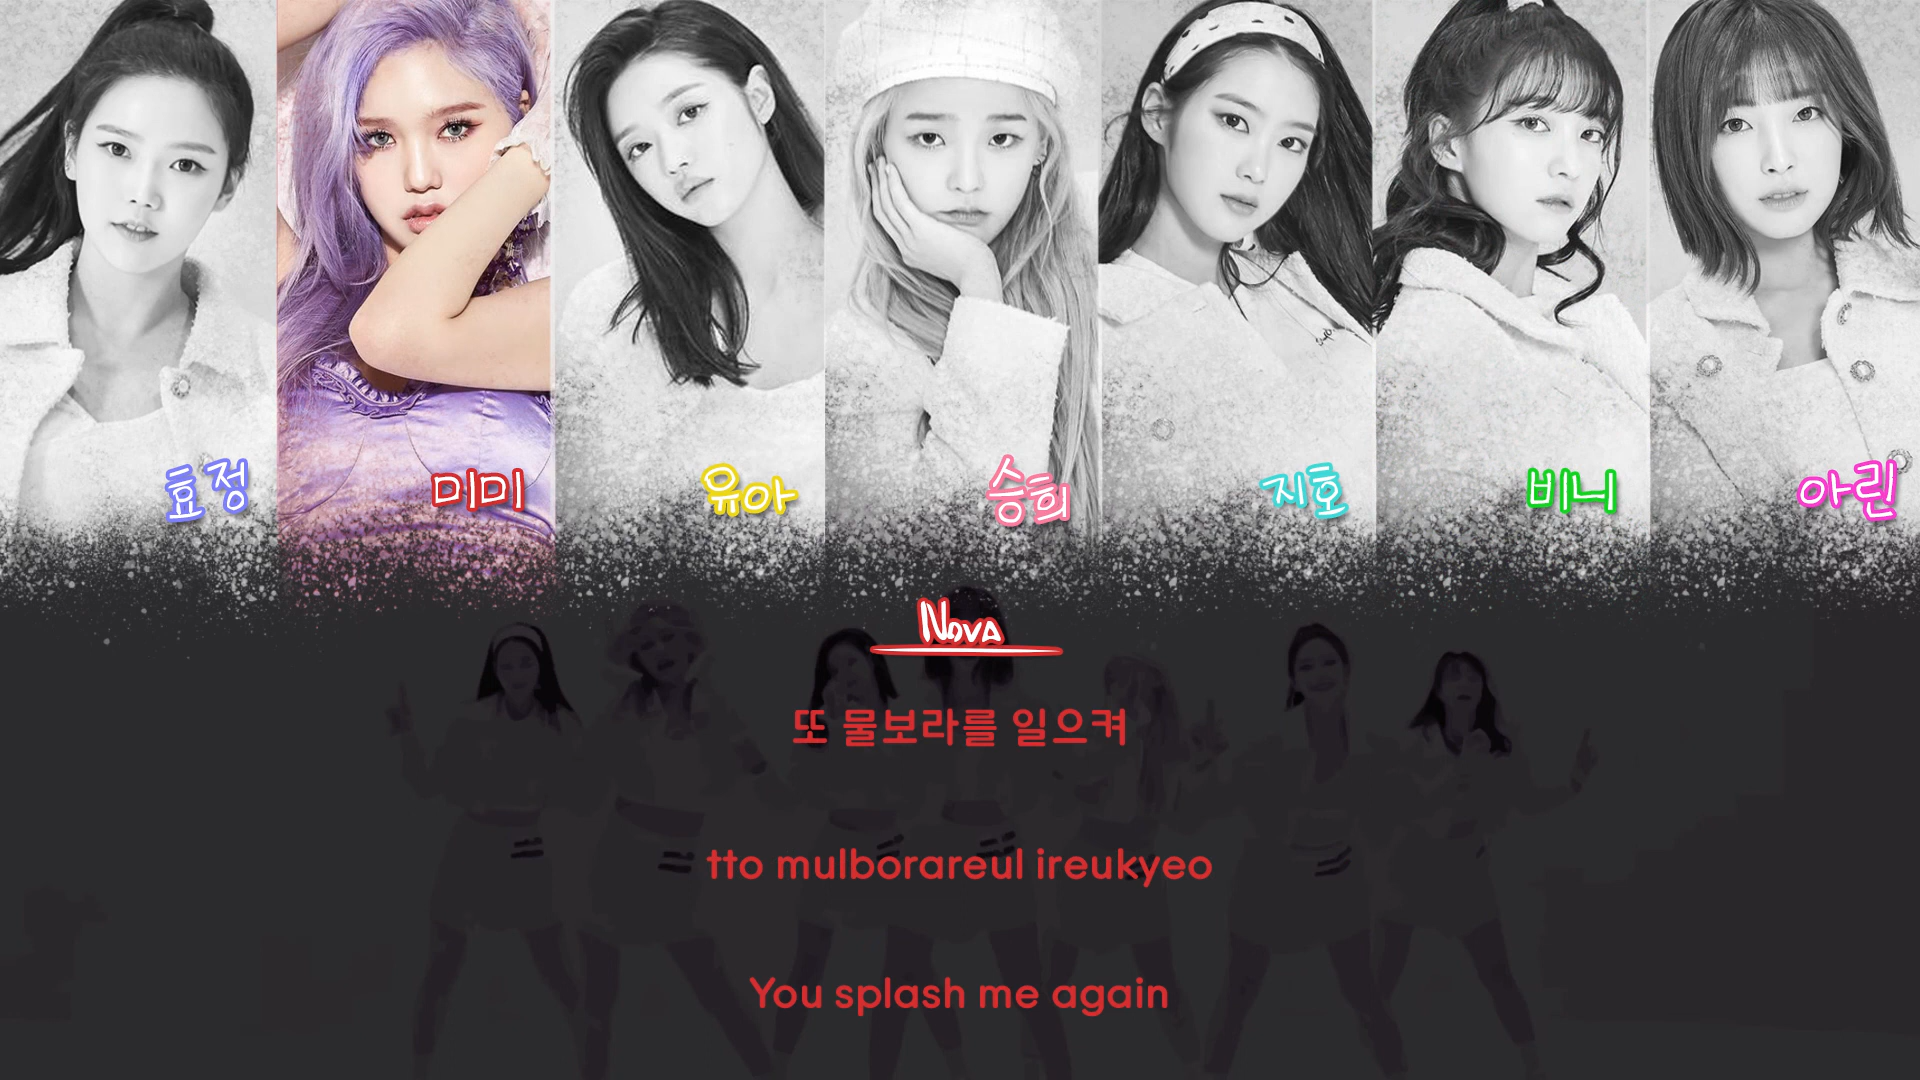 효정 미미 유아 승희 지호 비니 아린
Nova
또 물보라를 일으켜
tto mulborareul ireukyeo
You splash me again